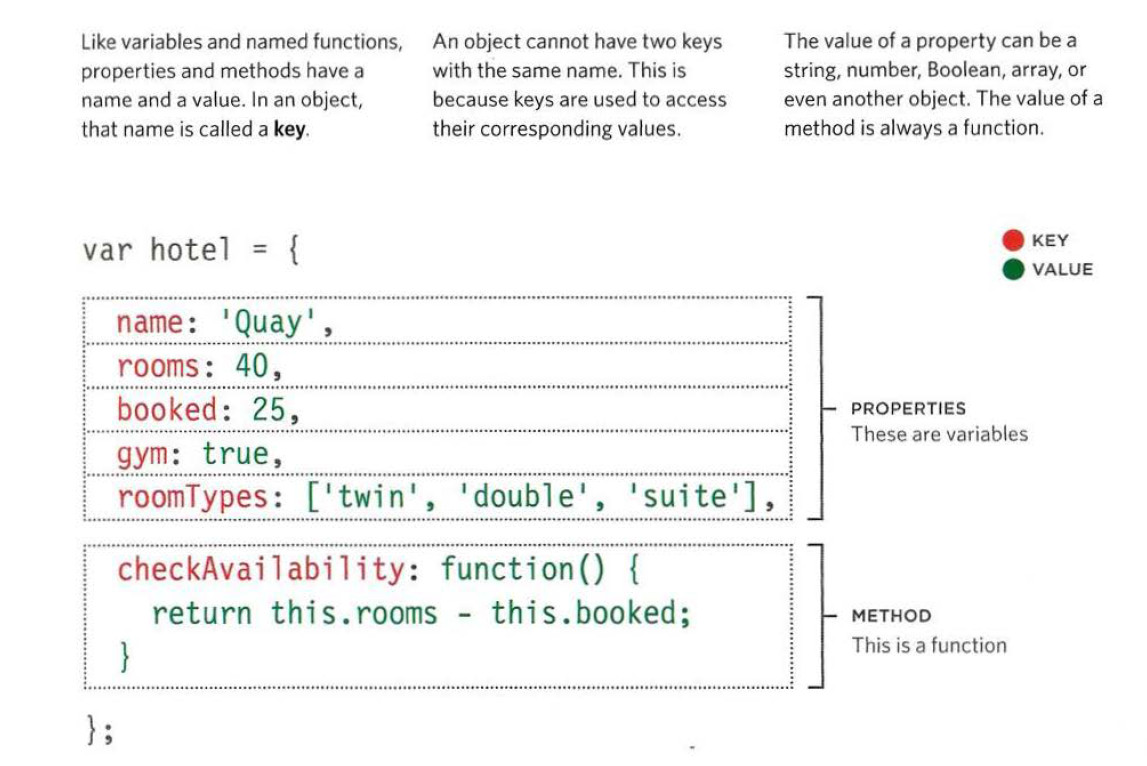 Like variables and named functions,
properties and methods have a
name and a value. In an object,
that name is called a key.
An object cannot have two keys
with the same name. This is
because keys are used to access
their corresponding values.
The value of a property can be a
string, number, Boolean, array, or
even another object. The value of a
method is always a function.
var hotel = {
KEY
VALUE
name: 'Quay',
rooms: 40,
booked: 25,
gym: true,
roomTypes: ['twin', 'double', 'suite'],
PROPERTIES
These are variables
checkAvailability: function() {
return this.rooms - this.booked;
}
METHOD
This is a function
};